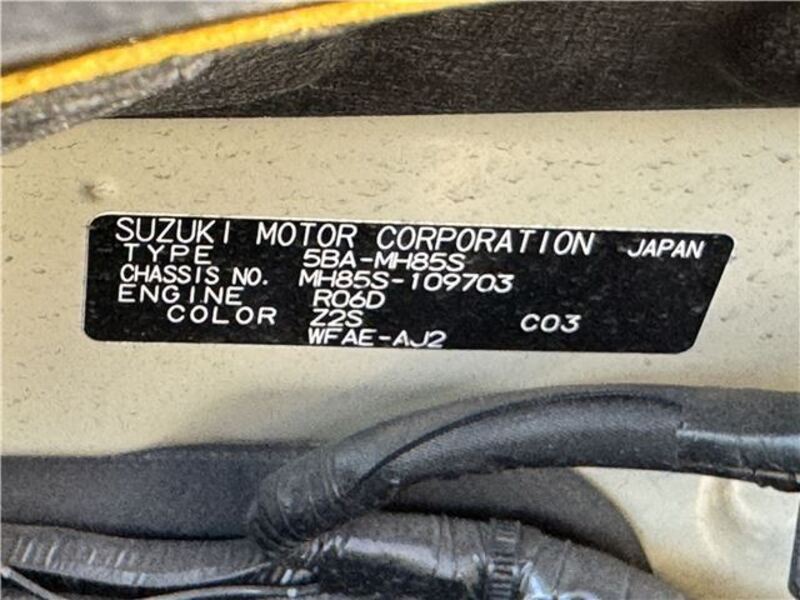 SUZUKI MOTOR CORPORATION JAPAN
TYPE 5BA-MH85S
CHASSIS NO. MH85S-109703
ENGINE R06D
COLOR Z2S C03
WFAE-AJ2